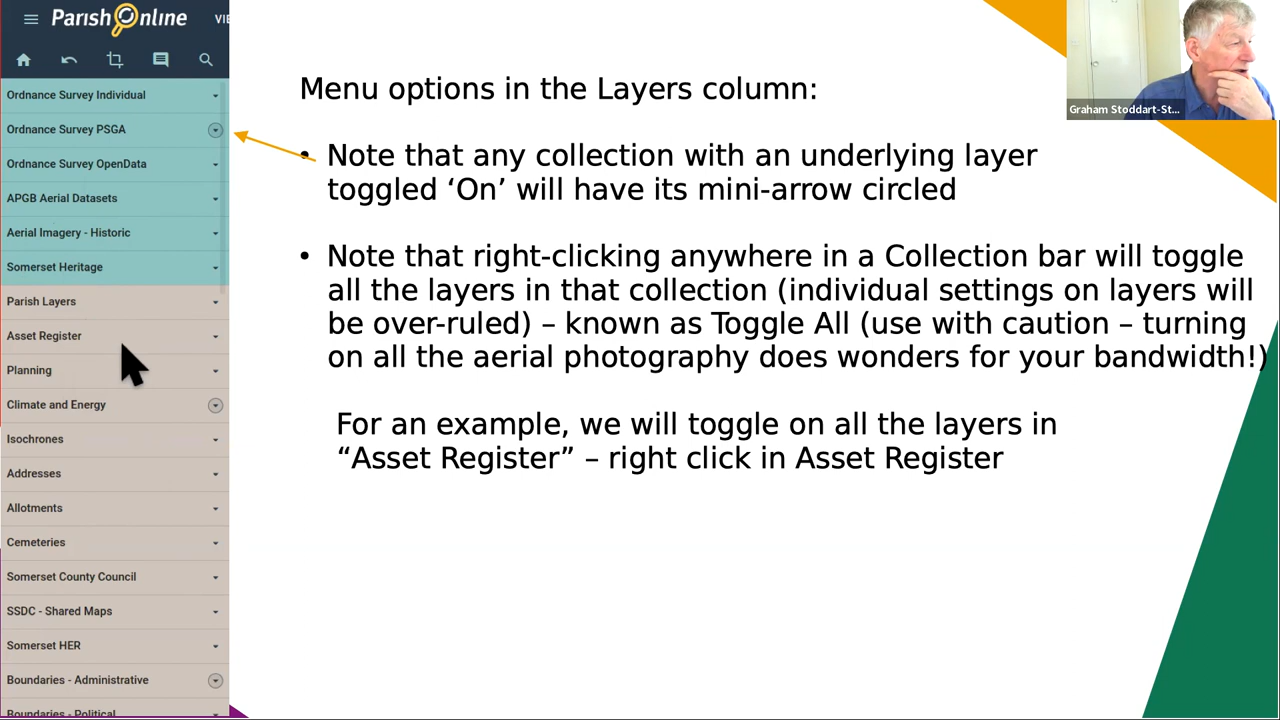 Parish Online
VIE
Ordnance Survey Individual
Ordnance Survey PSGA
Ordnance Survey OpenData
APGB Aerial Datasets
Aerial Imagery - Historic
Somerset Heritage
Parish Layers
Asset Register
Planning
Climate and Energy
Isochrones
Addresses
Allotments
Cemeteries
Somerset County Council
SSDC - Shared Maps
Somerset HER
Boundaries - Administrative
Boundaries - Political
Menu options in the Layers column:
• Note that any collection with an underlying layer
toggled ‘On’ will have its mini-arrow circled
• Note that right-clicking anywhere in a Collection bar will toggle
all the layers in that collection (individual settings on layers will
be over-ruled) – known as Toggle All (use with caution – turning
on all the aerial photography does wonders for your bandwidth!)
For an example, we will toggle on all the layers in
“Asset Register” – right click in Asset Register
Graham Stoddart-St...